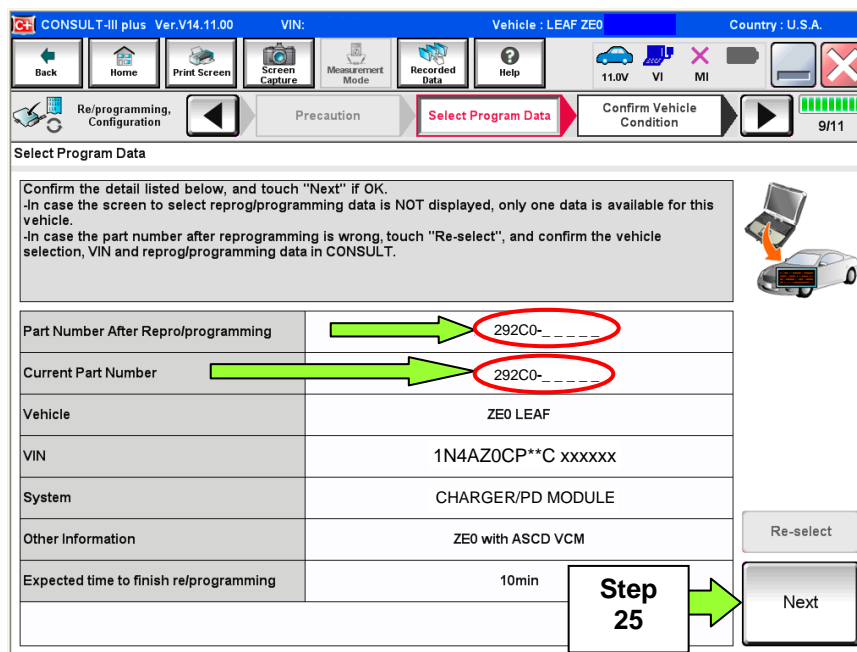 C+ CONSULT-III plus Ver.V14.11.00 VIN: Vehicle : LEAF ZE0 Country : U.S.A.
Back Home Print Screen Screen Capture Measurement Mode Recorded Data Help 11.0V VI MI
Re/programming, Configuration Precaution Select Program Data Confirm Vehicle Condition 9/11
Select Program Data
Confirm the detail listed below, and touch "Next" if OK.
-In case the screen to select reprog/programming data is NOT displayed, only one data is available for this
vehicle.
-In case the part number after reprogramming is wrong, touch "Re-select", and confirm the vehicle
selection, VIN and reprog/programming data in CONSULT.
Part Number After Repro/programming 292C0-_ _ _ _ _
Current Part Number 292C0-_ _ _ _ _
Vehicle ZE0 LEAF
VIN 1N4AZ0CP**C xxxxxx
System CHARGER/PD MODULE
Other Information ZE0 with ASCD VCM
Re-select
Expected time to finish re/programming 10min
Step
25
Next